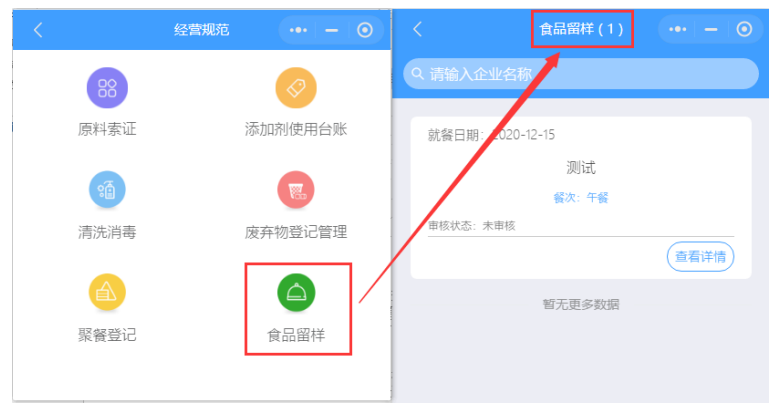 经营规范
原料索证
添加剂使用台账
清洗消毒
废弃物登记管理
聚餐登记
食品留样
食品留样（1）
请输入企业名称
就餐日期：2020-12-15
测试
餐次：午餐
审核状态：未审核
查看详情
暂无更多数据